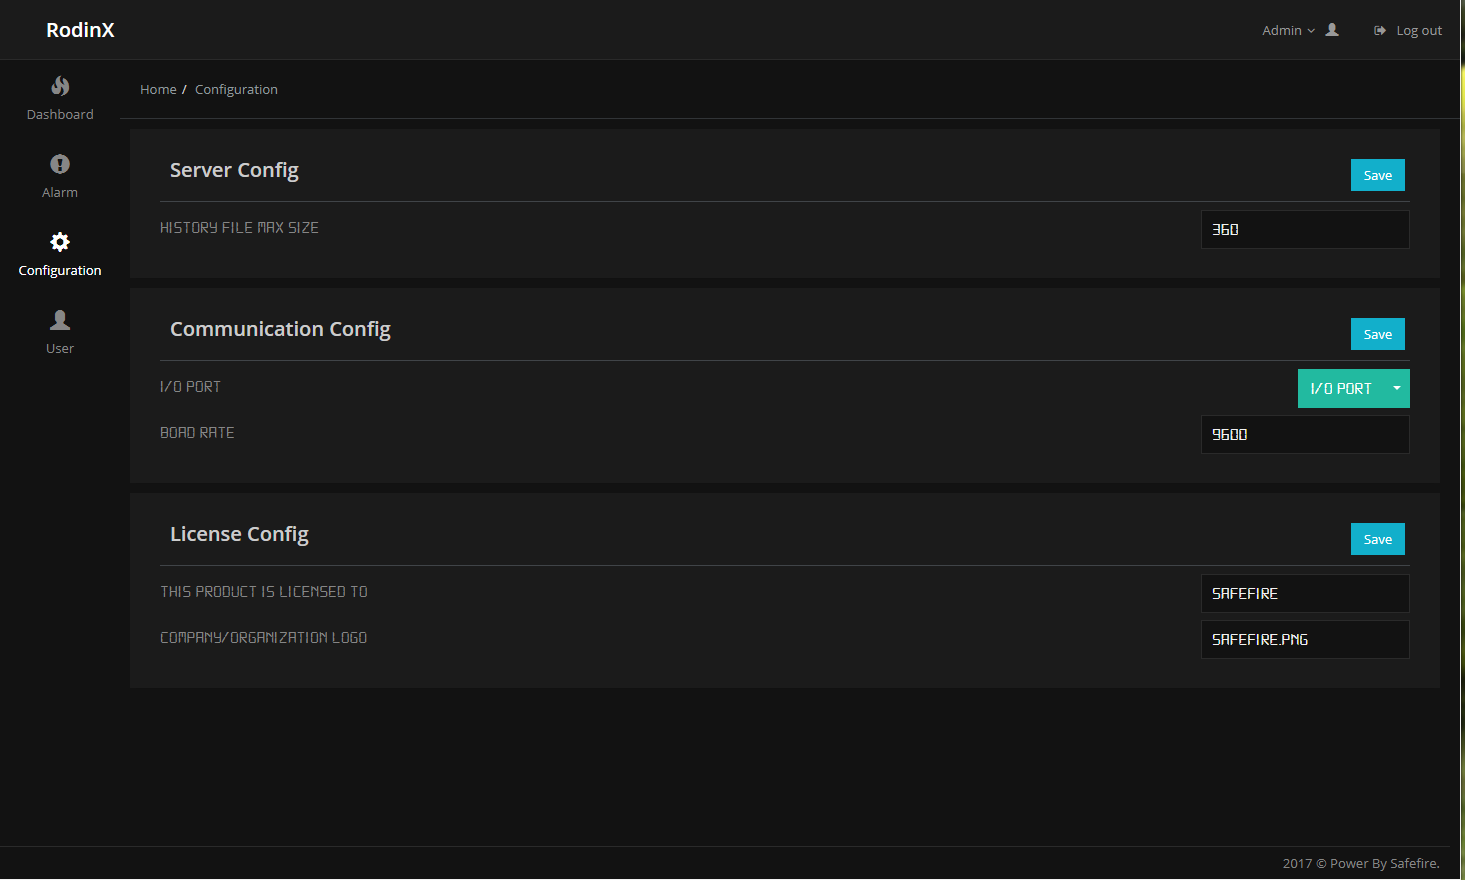 RodinX
Admin
Log out
Dashboard
Home / Configuration
Alarm
Configuration
User
Server Config
Save
HISTORY FILE MAX SIZE
360
Communication Config
Save
I/O PORT
I/O PORT
BOAD RATE
9600
License Config
Save
THIS PRODUCT IS LICENSED TO
SAFEFIRE
COMPANY/ORGANIZATION LOGO
SAFEFIRE.PNG
2017 © Power By Safefire.